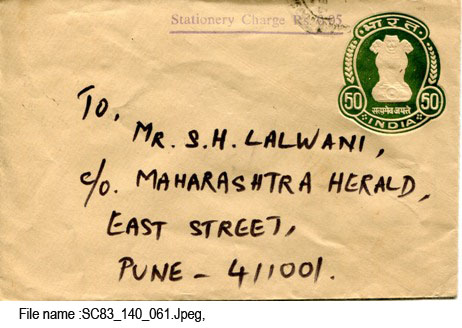 Stationery Charge Rs 0.05
भारत
सत्यमेव जयते
50 50
INDIA
To,
MR. S.H. LALWANI,
c/o. MAHARASHTRA HERALD,
EAST STREET,
PUNE - 411001.
File name :SC83_140_061.Jpeg,